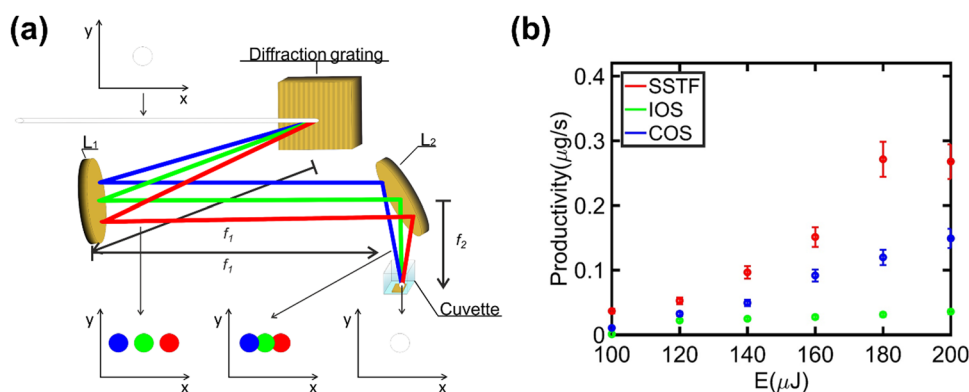 (a)
y
x
Diffraction grating
L1
L2
f1
f1
f2
Cuvette
y
x
y
x
y
x
(b)
Productivity(μg/s)
0.4
0.3
0.2
0.1
0
SSTF
IOS
COS
100 120 140 160 180 200
E(μJ)